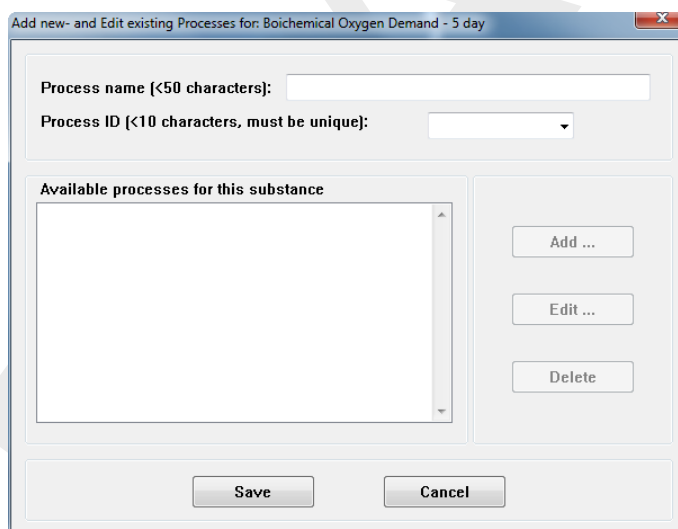 Add new- and Edit existing Processes for: Boichemical Oxygen Demand - 5 day
Process name (<50 characters):
Process ID (<10 characters, must be unique):
Available processes for this substance
Add ...
Edit ...
Delete
Save
Cancel